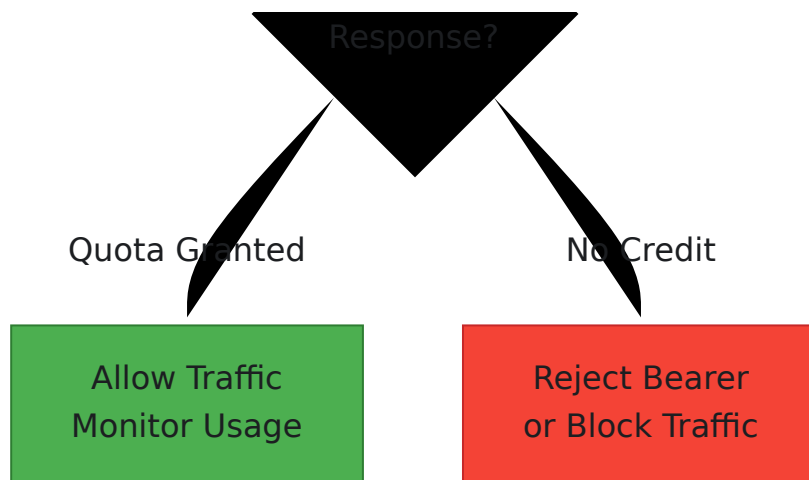 Response?
Quota Granted
No Credit
Allow Traffic
Monitor Usage
Reject Bearer
or Block Traffic